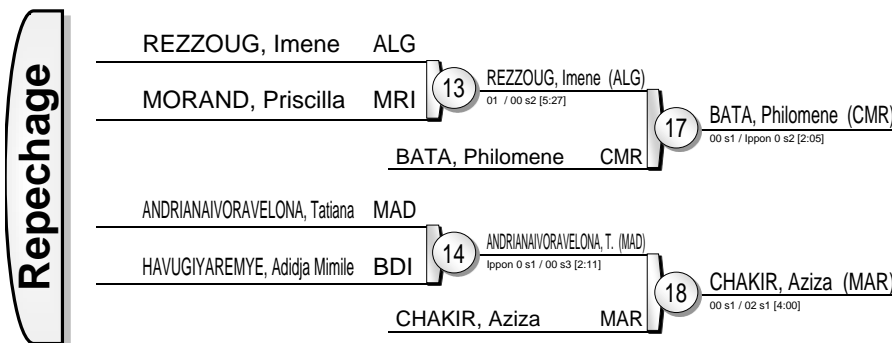 Repechage
REZZOUG, Imene ALG
MORAND, Priscilla MRI
13
REZZOUG, Imene (ALG)
01 / 00 s2 [5:27]
BATA, Philomene CMR
17
BATA, Philomene (CMR)
00 s1 / Ippon 0 s2 [2:05]
ANDRIANAIVORAVELONA, Tatiana MAD
HAVUGIYAREMYE, Adidja Mimile BDI
14
ANDRIANAIVORAVELONA, T. (MAD)
Ippon 0 s1 / 00 s3 [2:11]
CHAKIR, Aziza MAR
18
CHAKIR, Aziza (MAR)
00 s1 / 02 s1 [4:00]